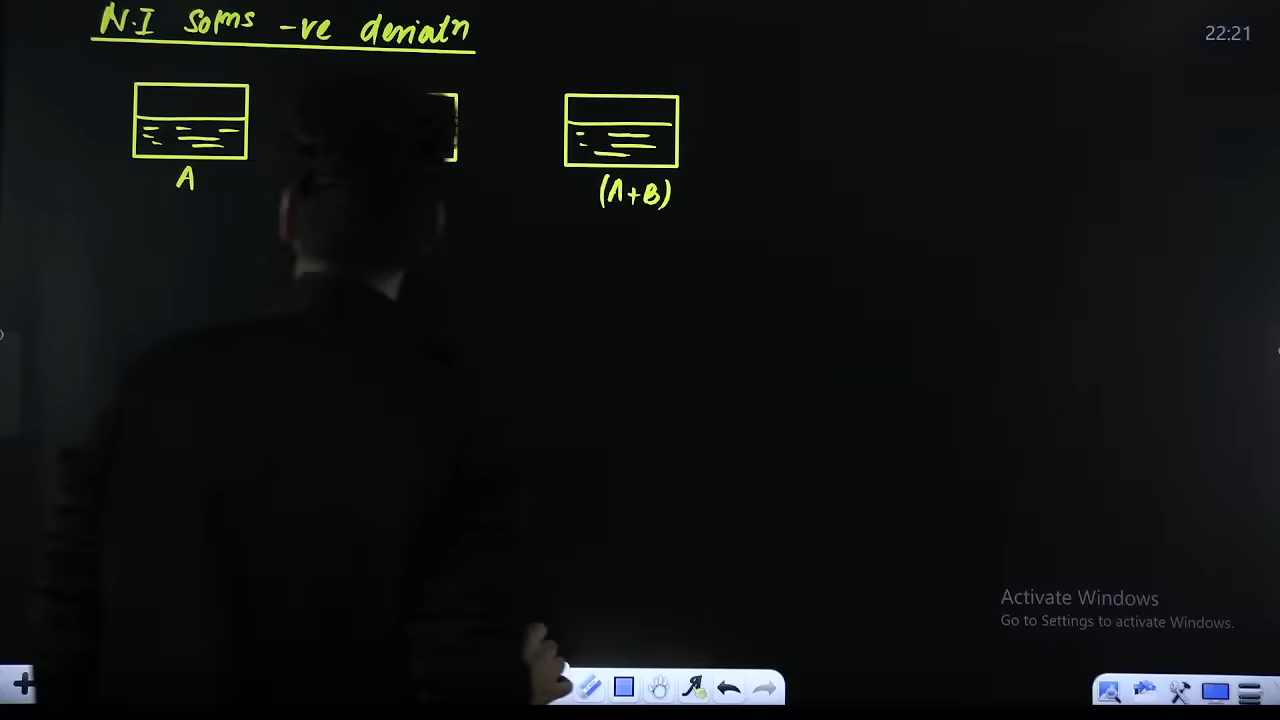 N.I solns -ve deviatn
22:21
A
(A+B)
Activate Windows
Go to Settings to activate Windows.